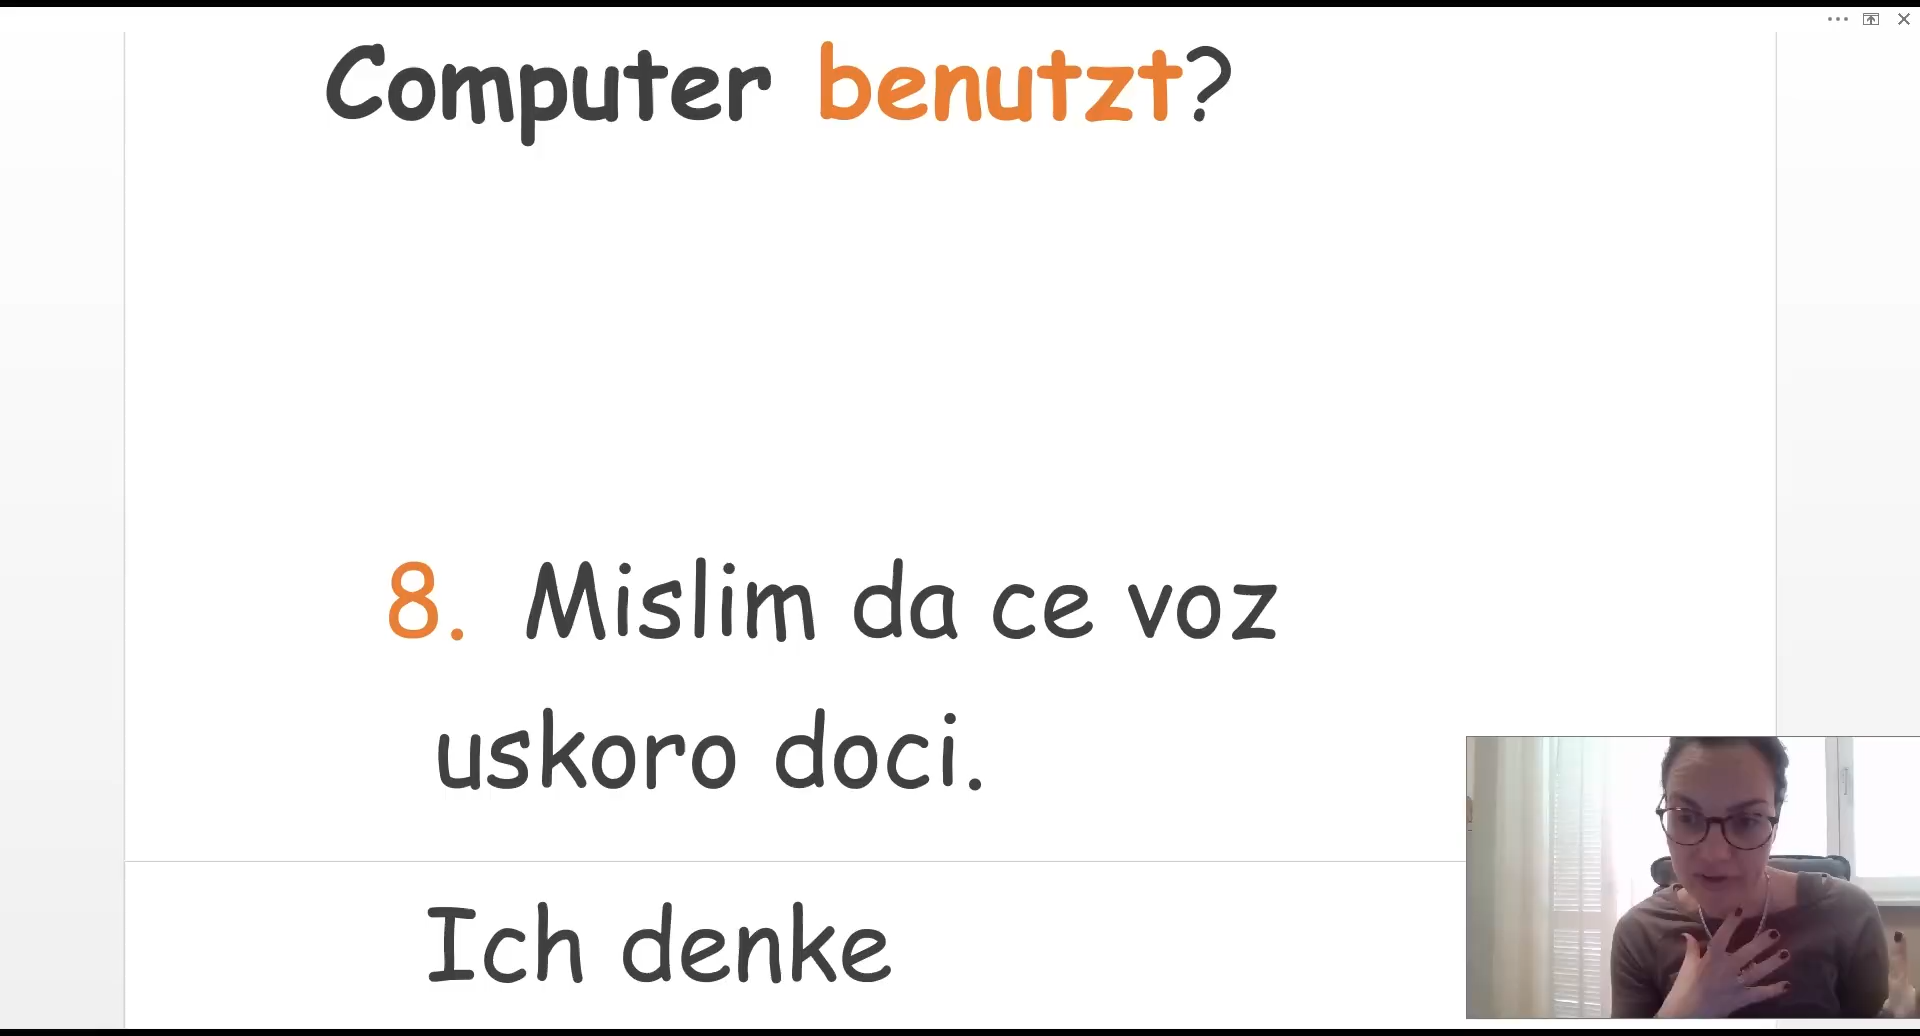 Computer benutzt?
8. Mislim da ce voz
uskoro doci.
Ich denke